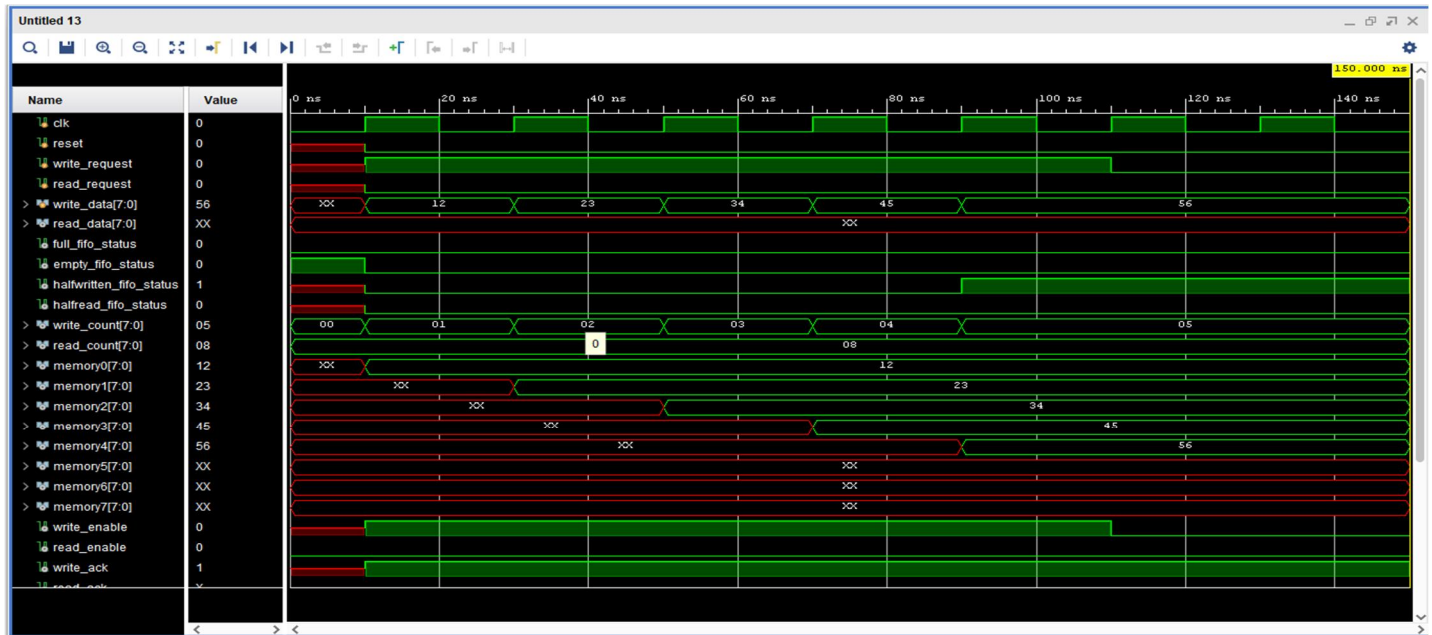 Untitled 13
150.000 ns
Name Value 0 ns 20 ns 40 ns 60 ns 80 ns 100 ns 120 ns 140 ns
clk 0
reset 0
write_request 0
read_request 0
write_data[7:0] 56 XX 12 23 34 45 56
read_data[7:0] XX XX
full_fifo_status 0
empty_fifo_status 0
halfwritten_fifo_status 1
halfread_fifo_status 0
write_count[7:0] 05 00 01 02 03 04 05
read_count[7:0] 08 0 08
memory0[7:0] 12 XX 12
memory1[7:0] 23 XX 23
memory2[7:0] 34 XX 34
memory3[7:0] 45 XX 45
memory4[7:0] 56 XX 56
memory5[7:0] XX XX
memory6[7:0] XX XX
memory7[7:0] XX XX
write_enable 0
read_enable 0
write_ack 1